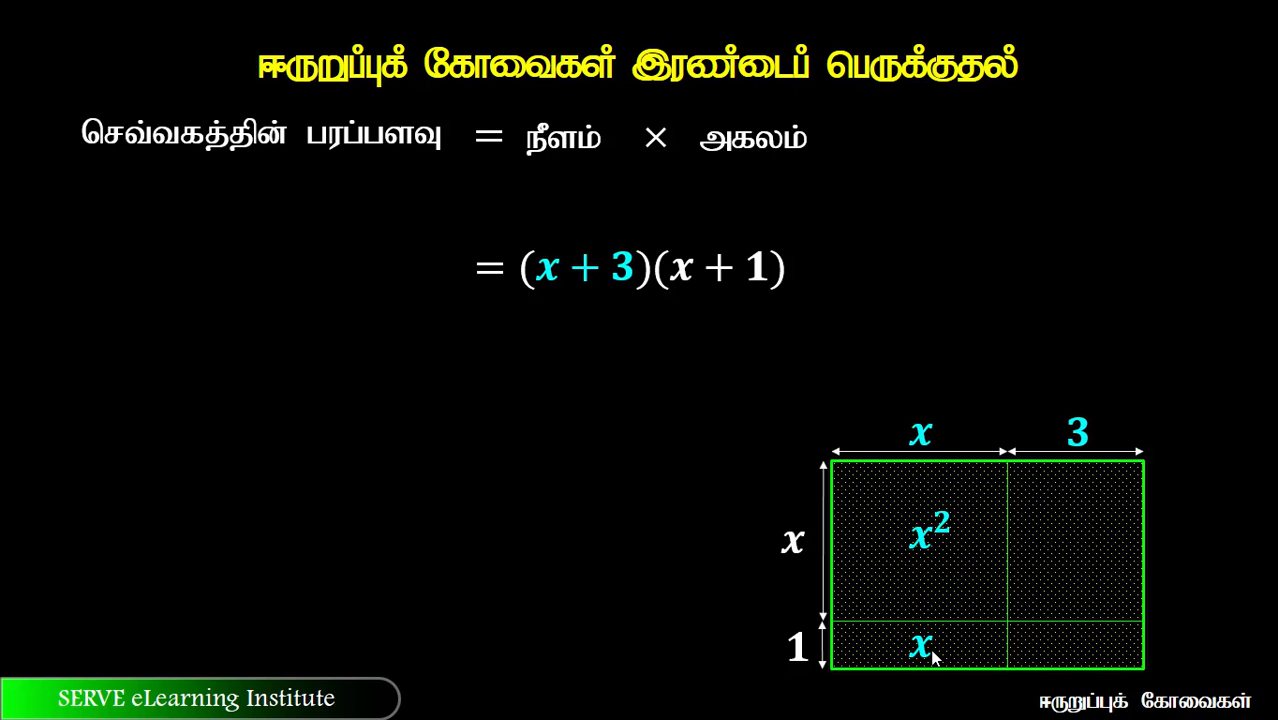 ஈருறுப்புக் கோவைகள் இரண்டைப் பெருக்குதல்
செவ்வகத்தின் பரப்பளவு = நீளம் × அகலம்
= (x + 3)(x + 1)
x 3
x x²
1 x
SERVE eLearning Institute
ஈருறுப்புக் கோவைகள்